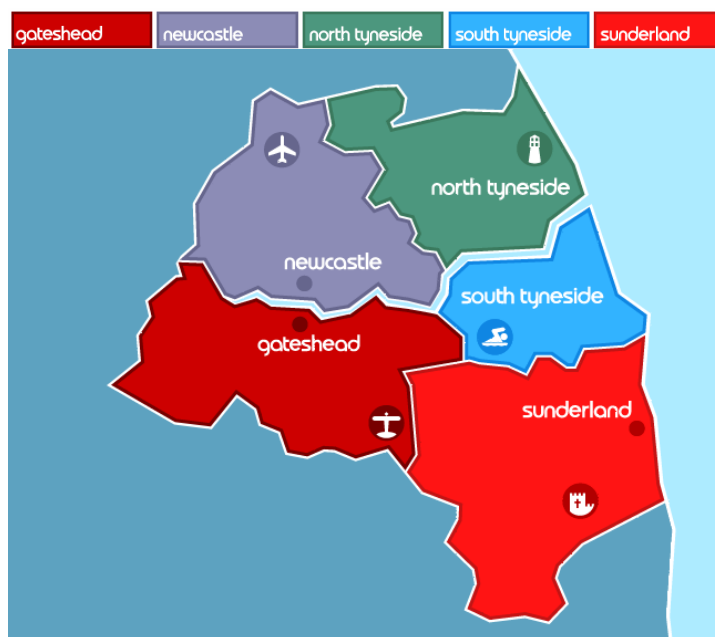 gateshead
newcastle
north tyneside
south tyneside
sunderland
north tyneside
newcastle
south tyneside
gateshead
sunderland